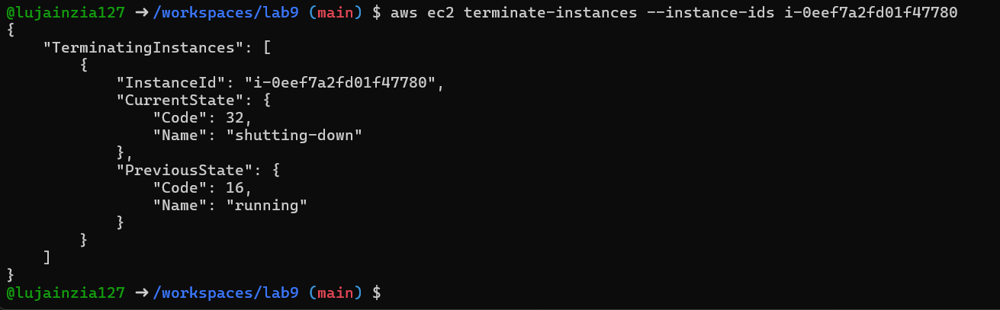 @lujainzia127 ➜ /workspaces/lab9 (main) $ aws ec2 terminate-instances --instance-ids i-0eef7a2fd01f47780
{
    "TerminatingInstances": [
        {
            "InstanceId": "i-0eef7a2fd01f47780",
            "CurrentState": {
                "Code": 32,
                "Name": "shutting-down"
            },
            "PreviousState": {
                "Code": 16,
                "Name": "running"
            }
        }
    ]
}
@lujainzia127 ➜ /workspaces/lab9 (main) $